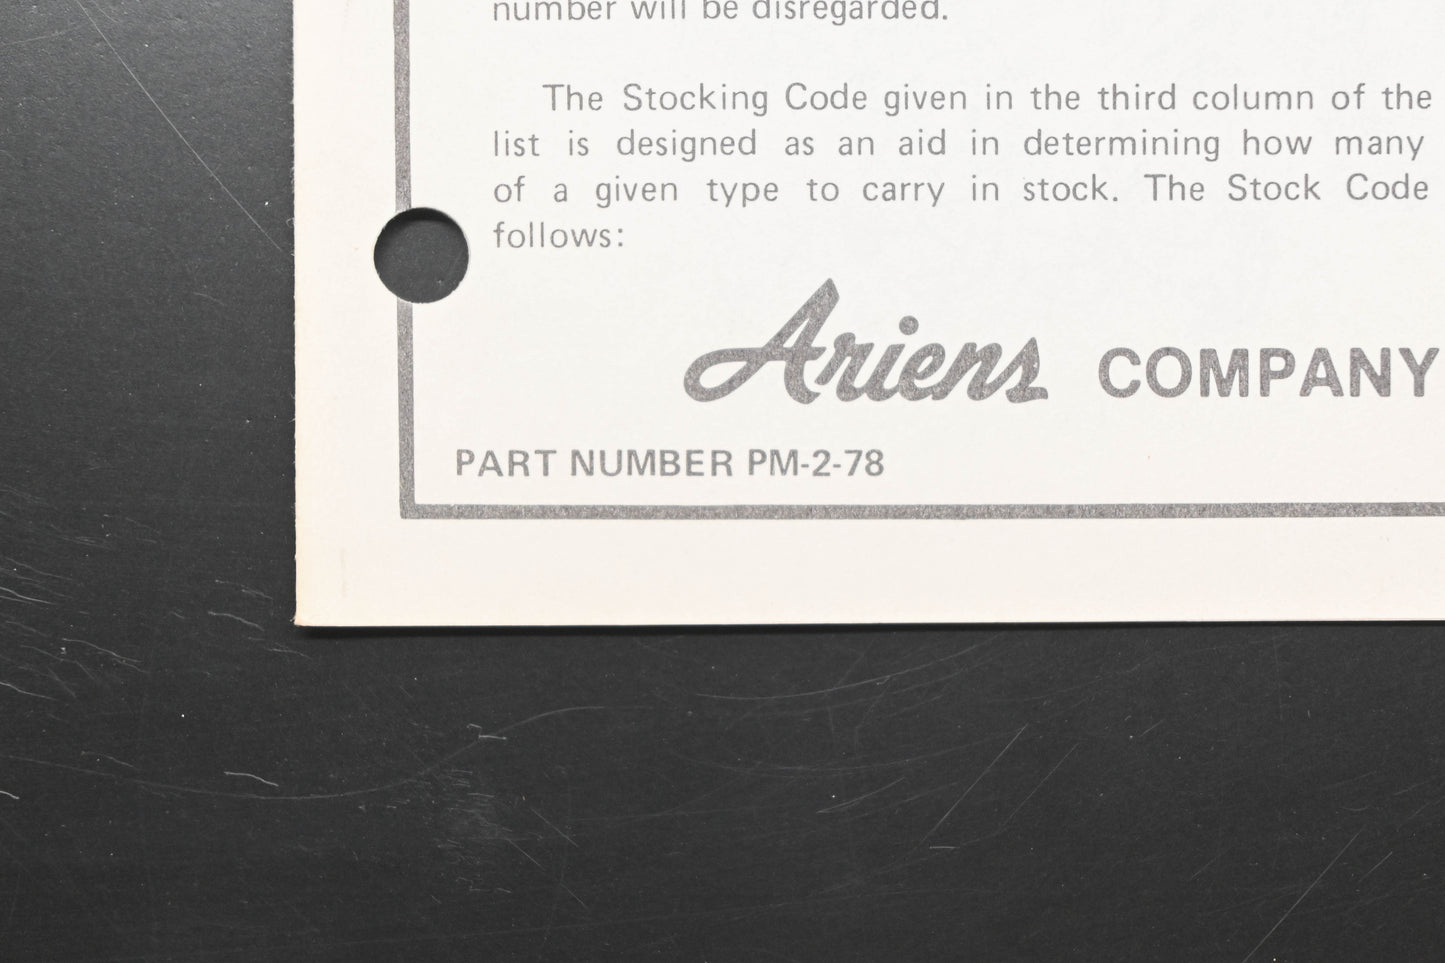 number will be disregarded.
The Stocking Code given in the third column of the
list is designed as an aid in determining how many
of a given type to carry in stock. The Stock Code
follows:
Ariens COMPANY
PART NUMBER PM-2-78